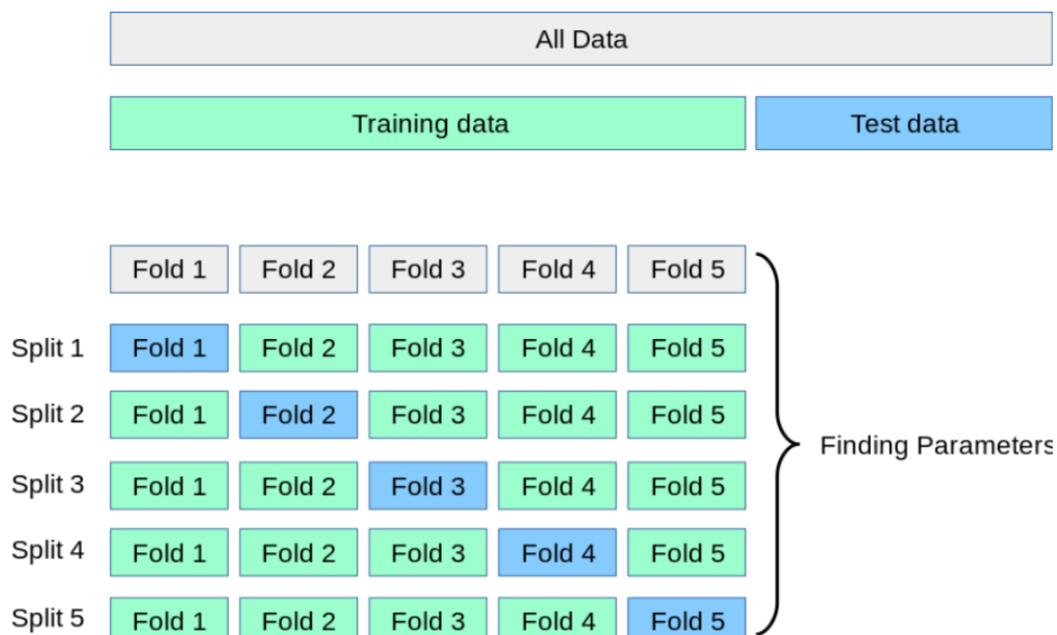 All Data
Training data Test data
Fold 1 Fold 2 Fold 3 Fold 4 Fold 5
Split 1 Fold 1 Fold 2 Fold 3 Fold 4 Fold 5
Split 2 Fold 1 Fold 2 Fold 3 Fold 4 Fold 5
Finding Parameters
Split 3 Fold 1 Fold 2 Fold 3 Fold 4 Fold 5
Split 4 Fold 1 Fold 2 Fold 3 Fold 4 Fold 5
Split 5 Fold 1 Fold 2 Fold 3 Fold 4 Fold 5